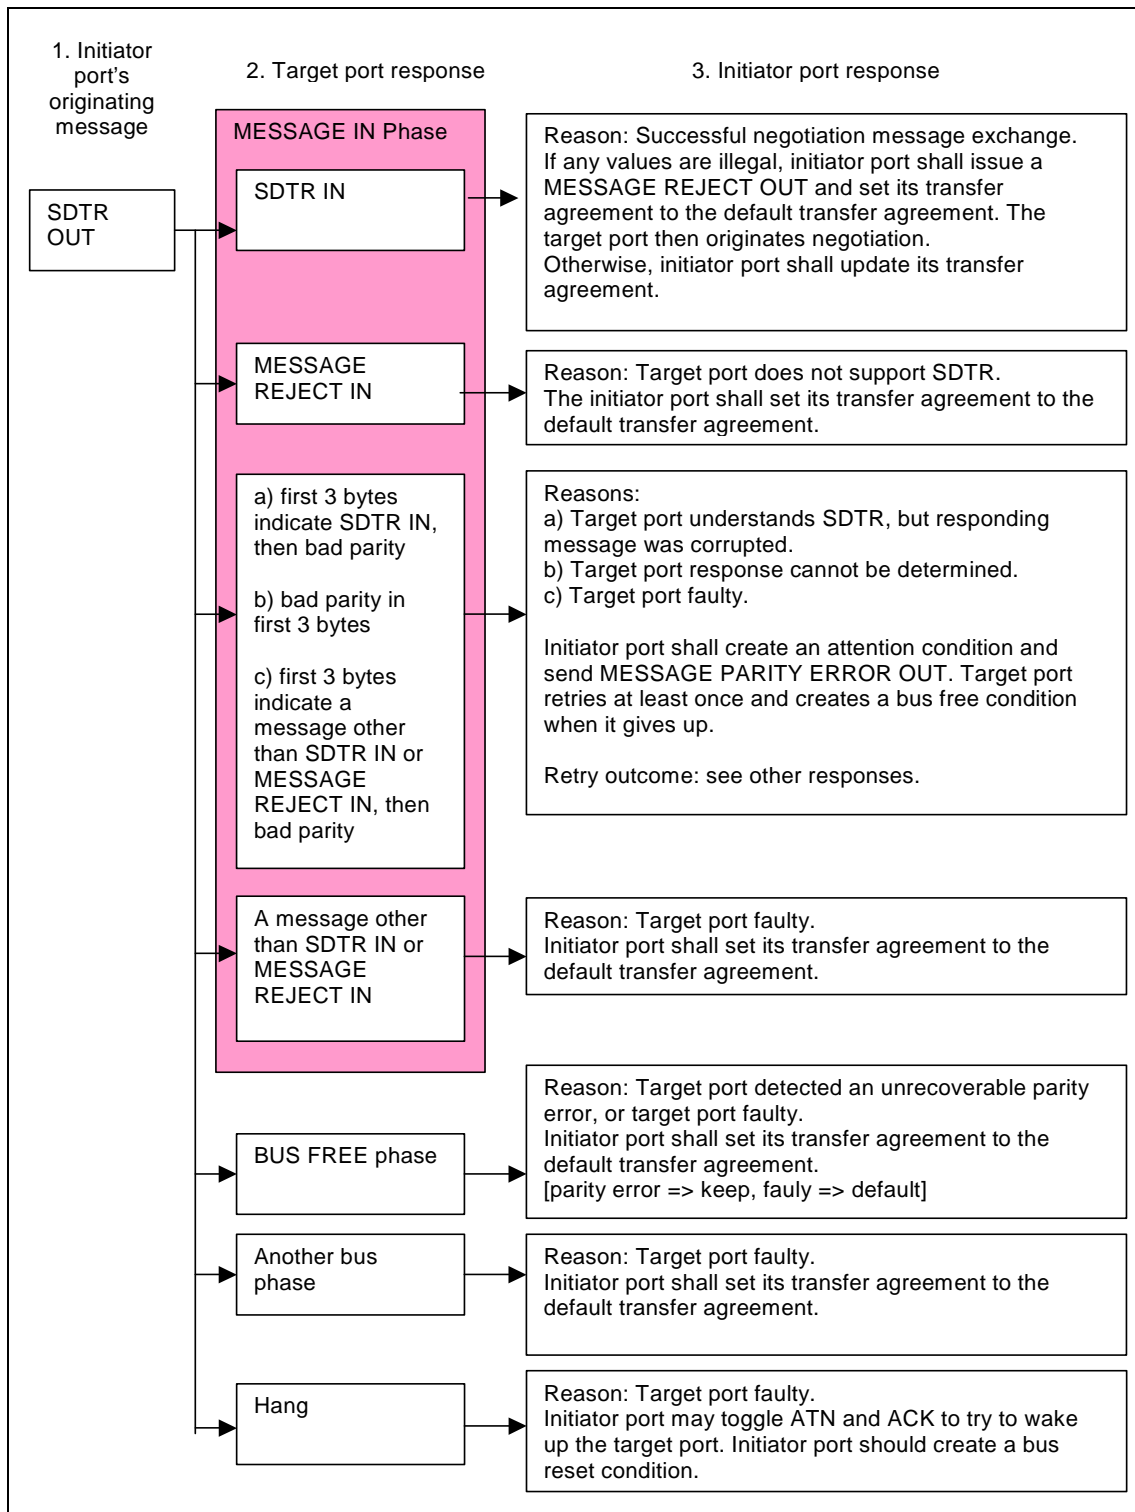 1. Initiator
port's
originating
message
2. Target port response
3. Initiator port response
SDTR
OUT
MESSAGE IN Phase
SDTR IN
Reason: Successful negotiation message exchange.
If any values are illegal, initiator port shall issue a
MESSAGE REJECT OUT and set its transfer
agreement to the default transfer agreement. The
target port then originates negotiation.
Otherwise, initiator port shall update its transfer
agreement.
MESSAGE
REJECT IN
Reason: Target port does not support SDTR.
The initiator port shall set its transfer agreement to the
default transfer agreement.
a) first 3 bytes
indicate SDTR IN,
then bad parity
b) bad parity in
first 3 bytes
c) first 3 bytes
indicate a
message other
than SDTR IN or
MESSAGE
REJECT IN, then
bad parity
Reasons:
a) Target port understands SDTR, but responding
message was corrupted.
b) Target port response cannot be determined.
c) Target port faulty.
Initiator port shall create an attention condition and
send MESSAGE PARITY ERROR OUT. Target port
retries at least once and creates a bus free condition
when it gives up.
Retry outcome: see other responses.
A message other
than SDTR IN or
MESSAGE
REJECT IN
Reason: Target port faulty.
Initiator port shall set its transfer agreement to the
default transfer agreement.
BUS FREE phase
Reason: Target port detected an unrecoverable parity
error, or target port faulty.
Initiator port shall set its transfer agreement to the
default transfer agreement.
[parity error => keep, fauly => default]
Another bus
phase
Reason: Target port faulty.
Initiator port shall set its transfer agreement to the
default transfer agreement.
Hang
Reason: Target port faulty.
Initiator port may toggle ATN and ACK to try to wake
up the target port. Initiator port should create a bus
reset condition.